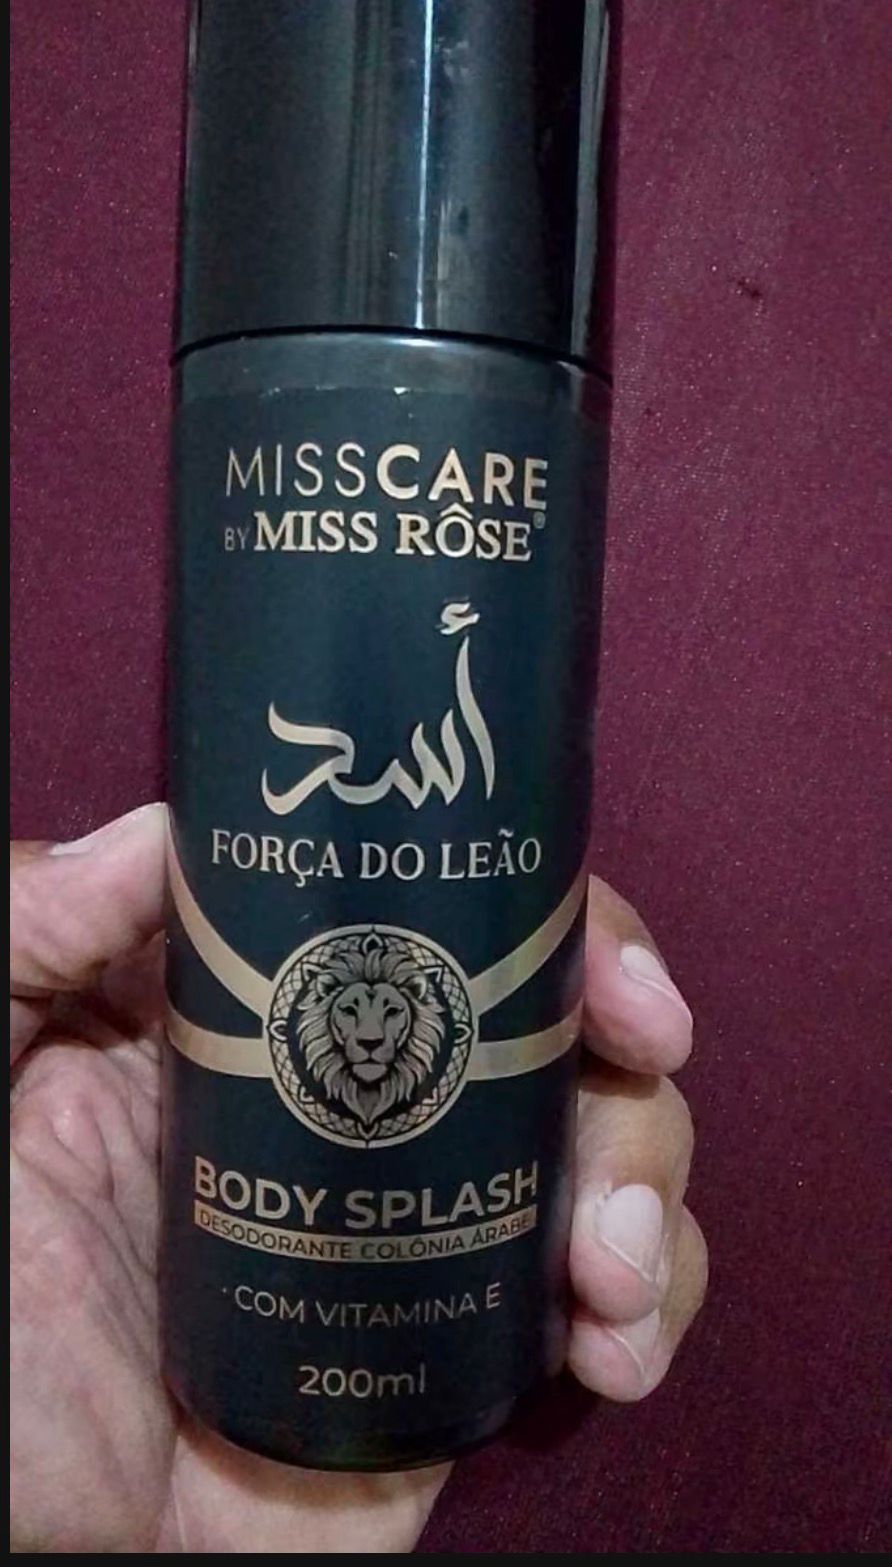 MISSCARE
BY MISS RÔSE®
أسد
FORÇA DO LEÃO
BODY SPLASH
DESODORANTE COLÔNIA ÁRABE
· COM VITAMINA E
200ml